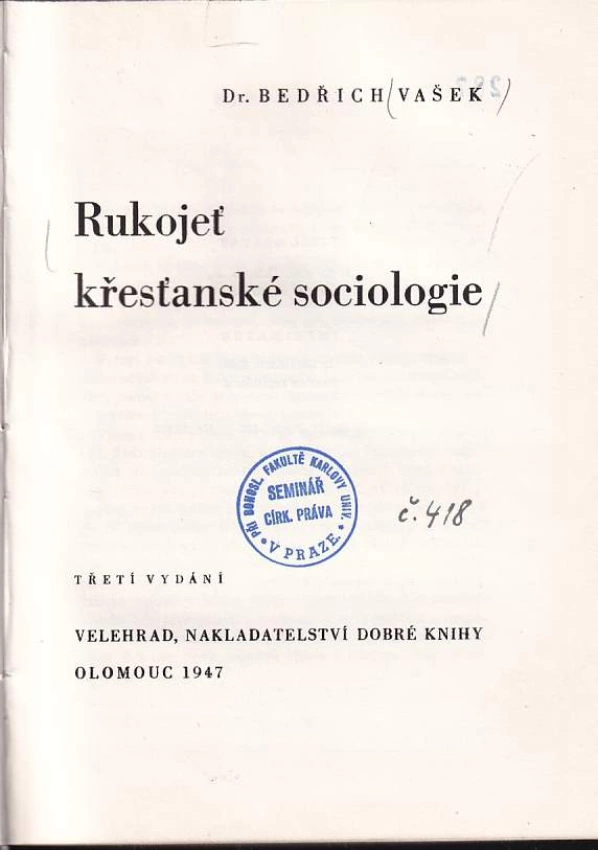 Dr. BEDŘICH VAŠEK
Rukojeť
křesťanské sociologie
PŘI BOHOSL. FAKULTĚ KARLOVY UNIV.
SEMINÁŘ
CÍRK. PRÁVA
V PRAZE.
č. 418
TŘETÍ VYDÁNÍ
VELEHRAD, NAKLADATELSTVÍ DOBRÉ KNIHY
OLOMOUC 1947